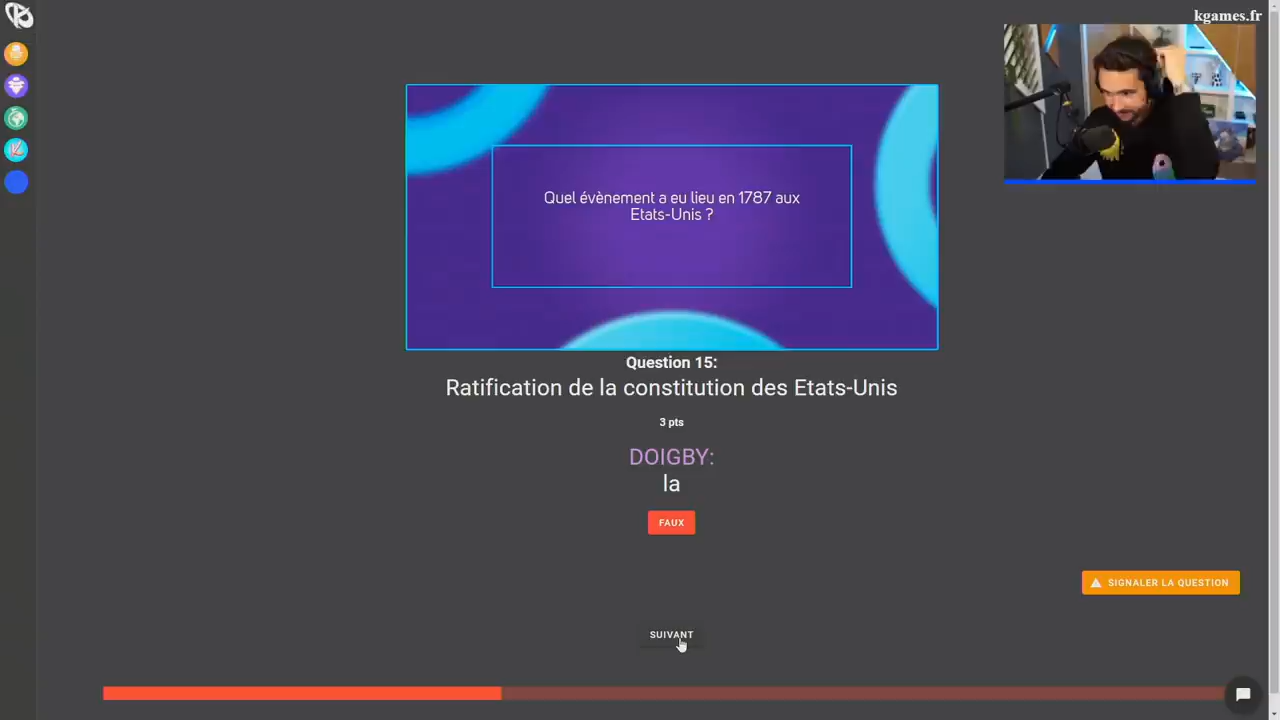 kgames.fr
Quel évènement a eu lieu en 1787 aux
Etats-Unis ?
Question 15:
Ratification de la constitution des Etats-Unis
3 pts
DOIGBY:
la
FAUX
SIGNALER LA QUESTION
SUIVANT